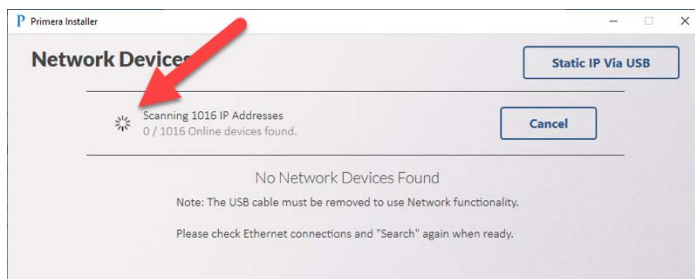 P Primera Installer
Network Devices
Static IP Via USB
Scanning 1016 IP Addresses
0 / 1016 Online devices found.
Cancel
No Network Devices Found
Note: The USB cable must be removed to use Network functionality.
Please check Ethernet connections and "Search" again when ready.